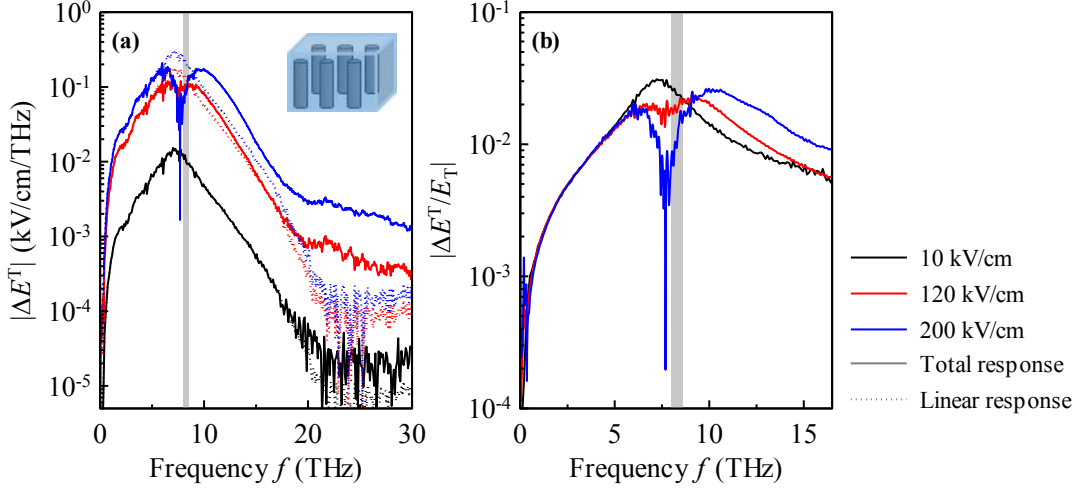 (a)
|ΔE^T| (kV/cm/THz)
10^0
10^-1
10^-2
10^-3
10^-4
10^-5
0 10 20 30
Frequency f (THz)
(b)
|ΔE^T/E_T|
10^-1
10^-2
10^-3
10^-4
0 5 10 15
Frequency f (THz)
10 kV/cm
120 kV/cm
200 kV/cm
Total response
Linear response